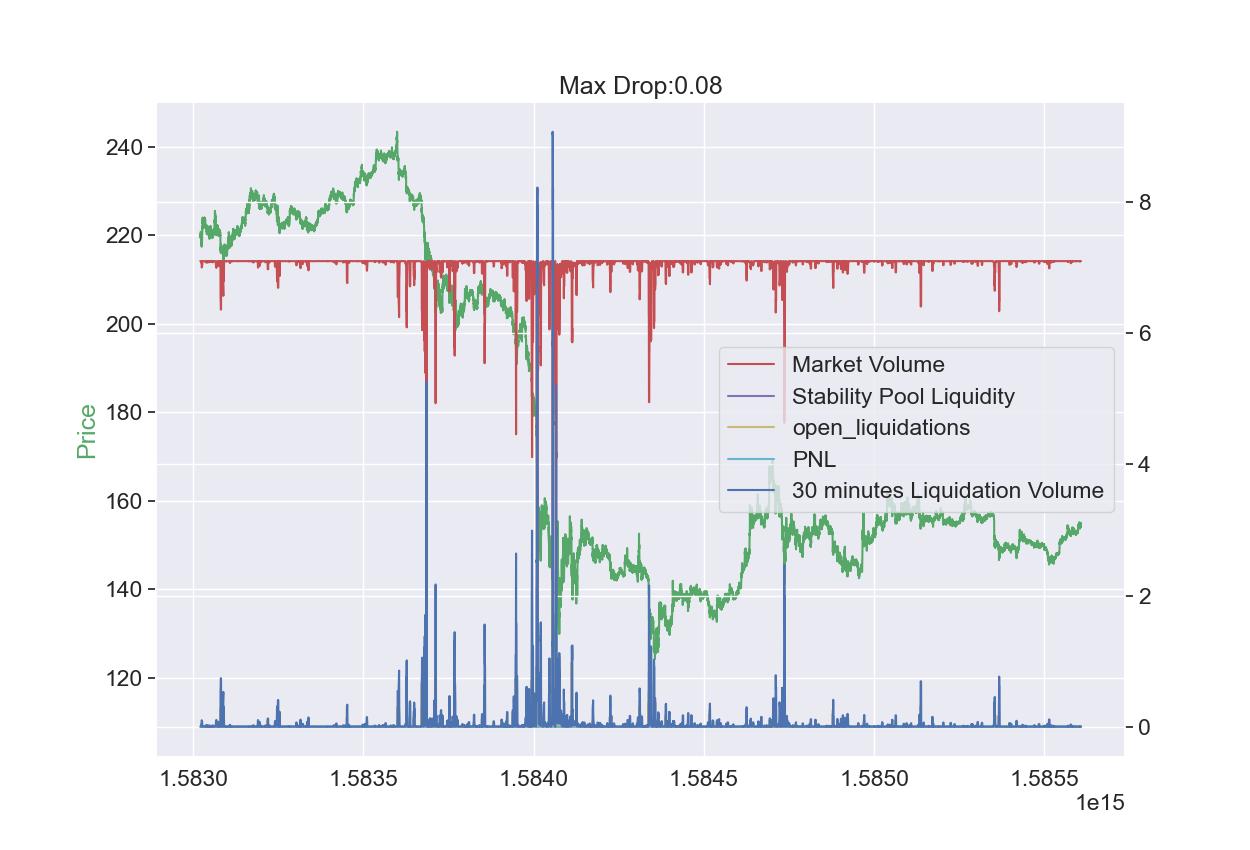 Max Drop:0.08
240
220
200
180
160
140
120
Price
8
6
4
2
0
Market Volume
Stability Pool Liquidity
open_liquidations
PNL
30 minutes Liquidation Volume
1.5830 1.5835 1.5840 1.5845 1.5850 1.5855
1e15